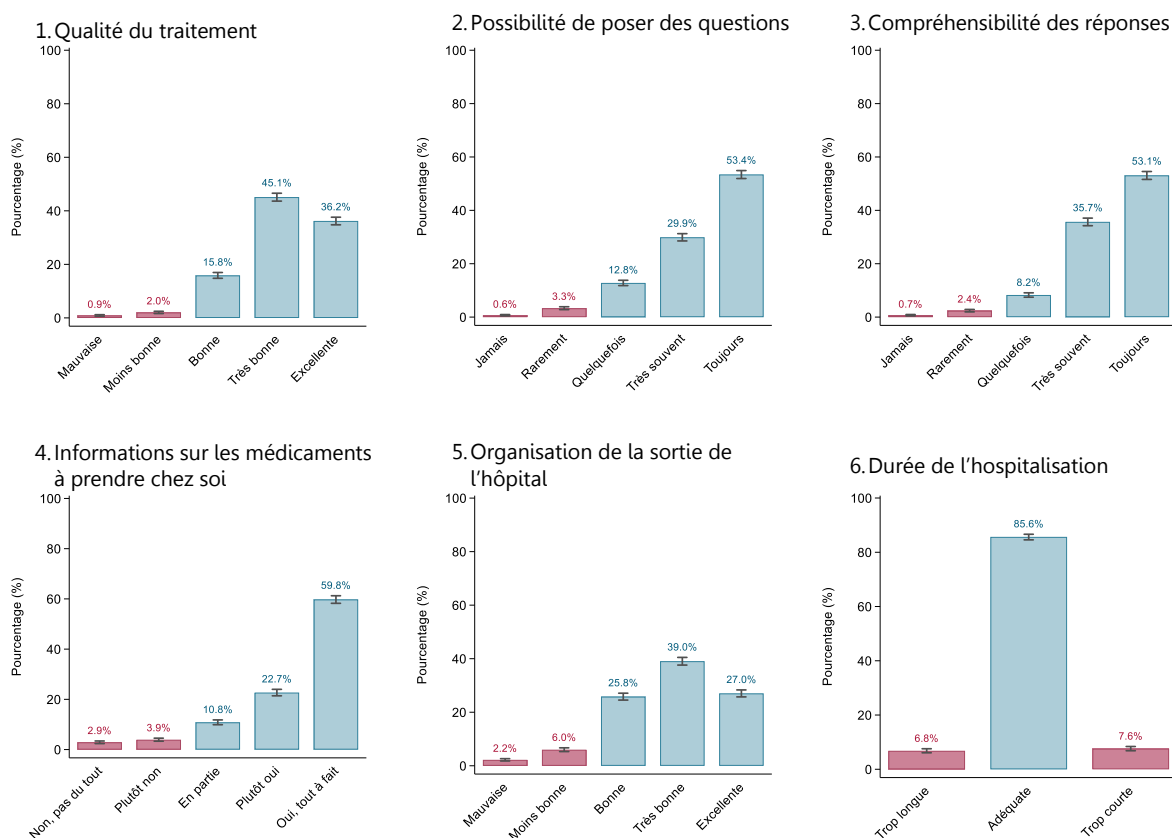 1. Qualité du traitement
100
80
60
40
20
0
Pourcentage (%)
0.9%
2.0%
15.8%
45.1%
36.2%
Mauvaise
Moins bonne
Bonne
Très bonne
Excellente
2. Possibilité de poser des questions
100
80
60
40
20
0
Pourcentage (%)
0.6%
3.3%
12.8%
29.9%
53.4%
Jamais
Rarement
Quelquefois
Très souvent
Toujours
3. Compréhensibilité des réponses
100
80
60
40
20
0
Pourcentage (%)
0.7%
2.4%
8.2%
35.7%
53.1%
Jamais
Rarement
Quelquefois
Très souvent
Toujours
4. Informations sur les médicaments
à prendre chez soi
100
80
60
40
20
0
Pourcentage (%)
2.9%
3.9%
10.8%
22.7%
59.8%
Non, pas du tout
Plutôt non
En partie
Plutôt oui
Oui, tout à fait
5. Organisation de la sortie de
l’hôpital
100
80
60
40
20
0
Pourcentage (%)
2.2%
6.0%
25.8%
39.0%
27.0%
Mauvaise
Moins bonne
Bonne
Très bonne
Excellente
6. Durée de l’hospitalisation
100
80
60
40
20
0
Pourcentage (%)
6.8%
85.6%
7.6%
Trop longue
Adéquate
Trop courte